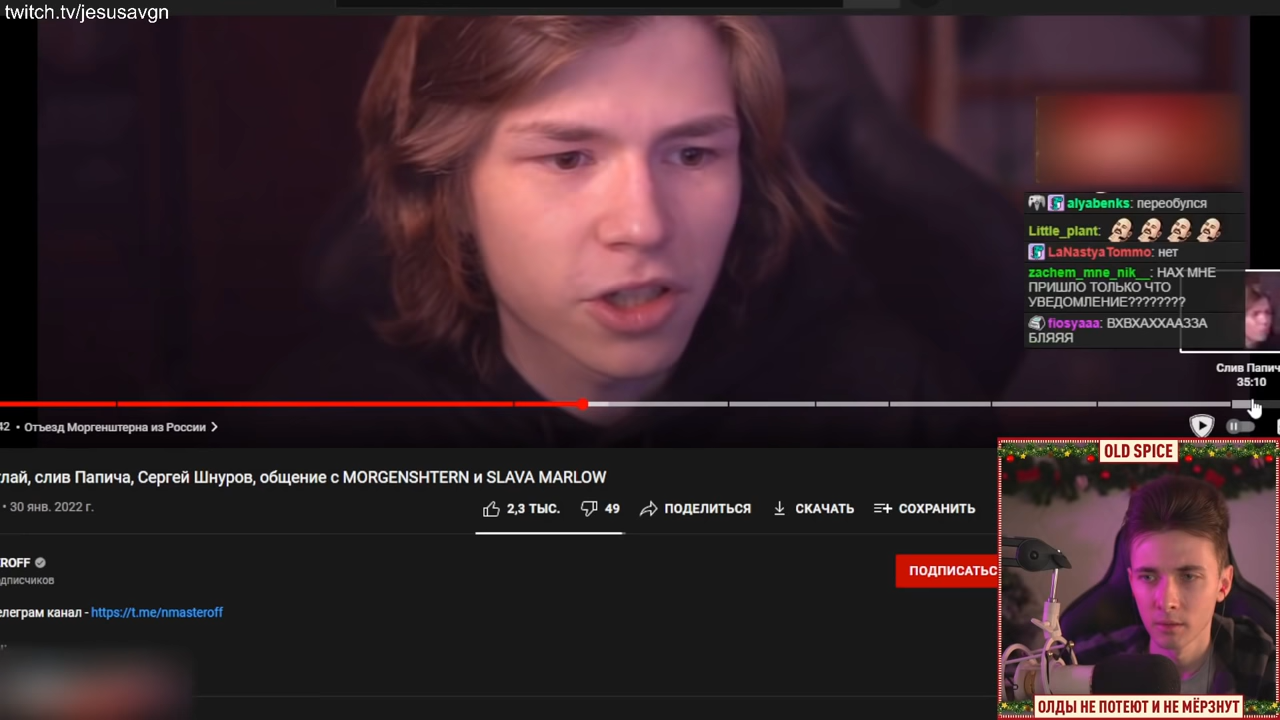 twitch.tv/jesusavgn
alyabenks: переобулся
Little_plant:
LaNastyaTommo: нет
zachem_mne_nik__: НАХ МНЕ
ПРИШЛО ТОЛЬКО ЧТО
УВЕДОМЛЕНИЕ????????
fiosyaaa: ВХВХАХХААЗЗА
БЛЯЯЯ
Слив Папич
35:10
42 • Отъезд Моргенштерна из России
лай, слив Папича, Сергей Шнуров, общение с MORGENSHTERN и SLAVA MARLOW
• 30 янв. 2022 г.
2,3 ТЫС. 49 ПОДЕЛИТЬСЯ СКАЧАТЬ СОХРАНИТЬ
ROFF
дписчиков
ПОДПИСАТЬС
елеграм канал - https://t.me/nmasteroff
OLD SPICE
ОЛДЫ НЕ ПОТЕЮТ И НЕ МЁРЗНУТ